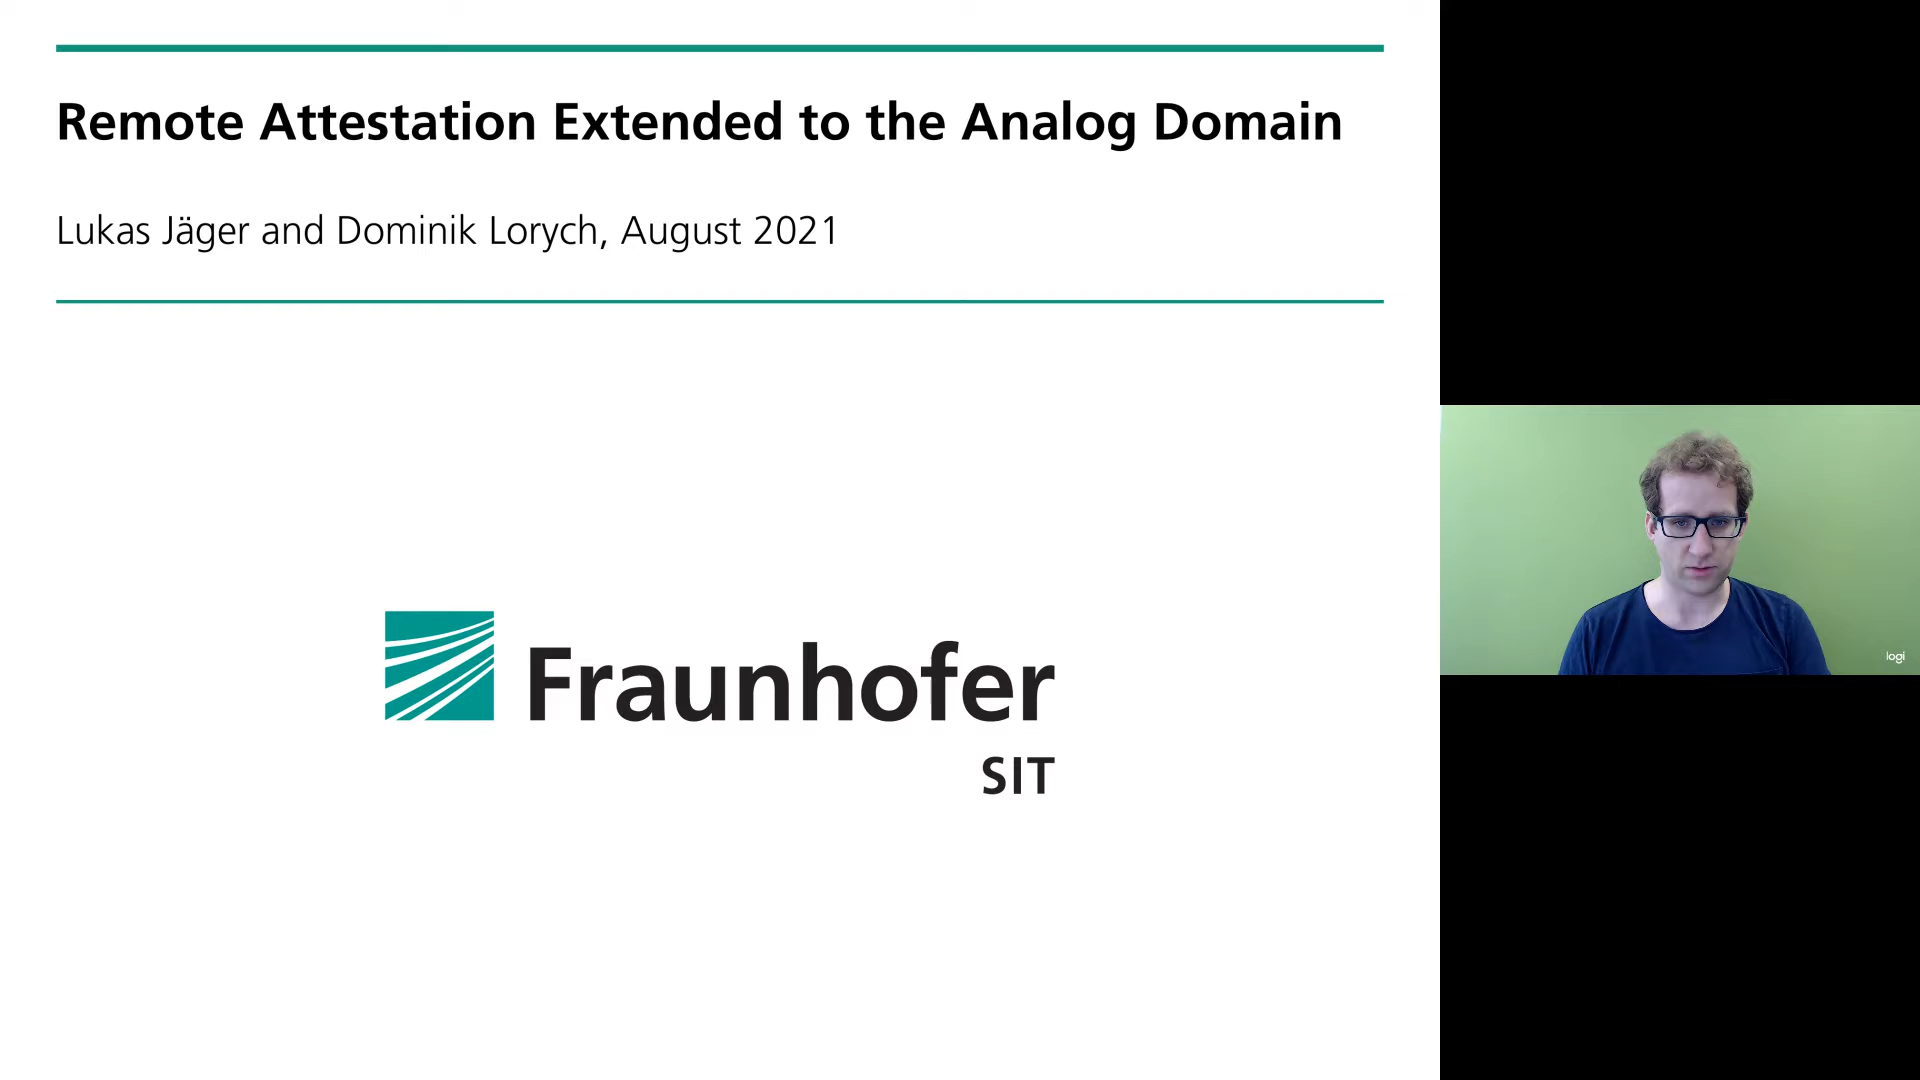 Remote Attestation Extended to the Analog Domain
Lukas Jäger and Dominik Lorych, August 2021
Fraunhofer
SIT
logi